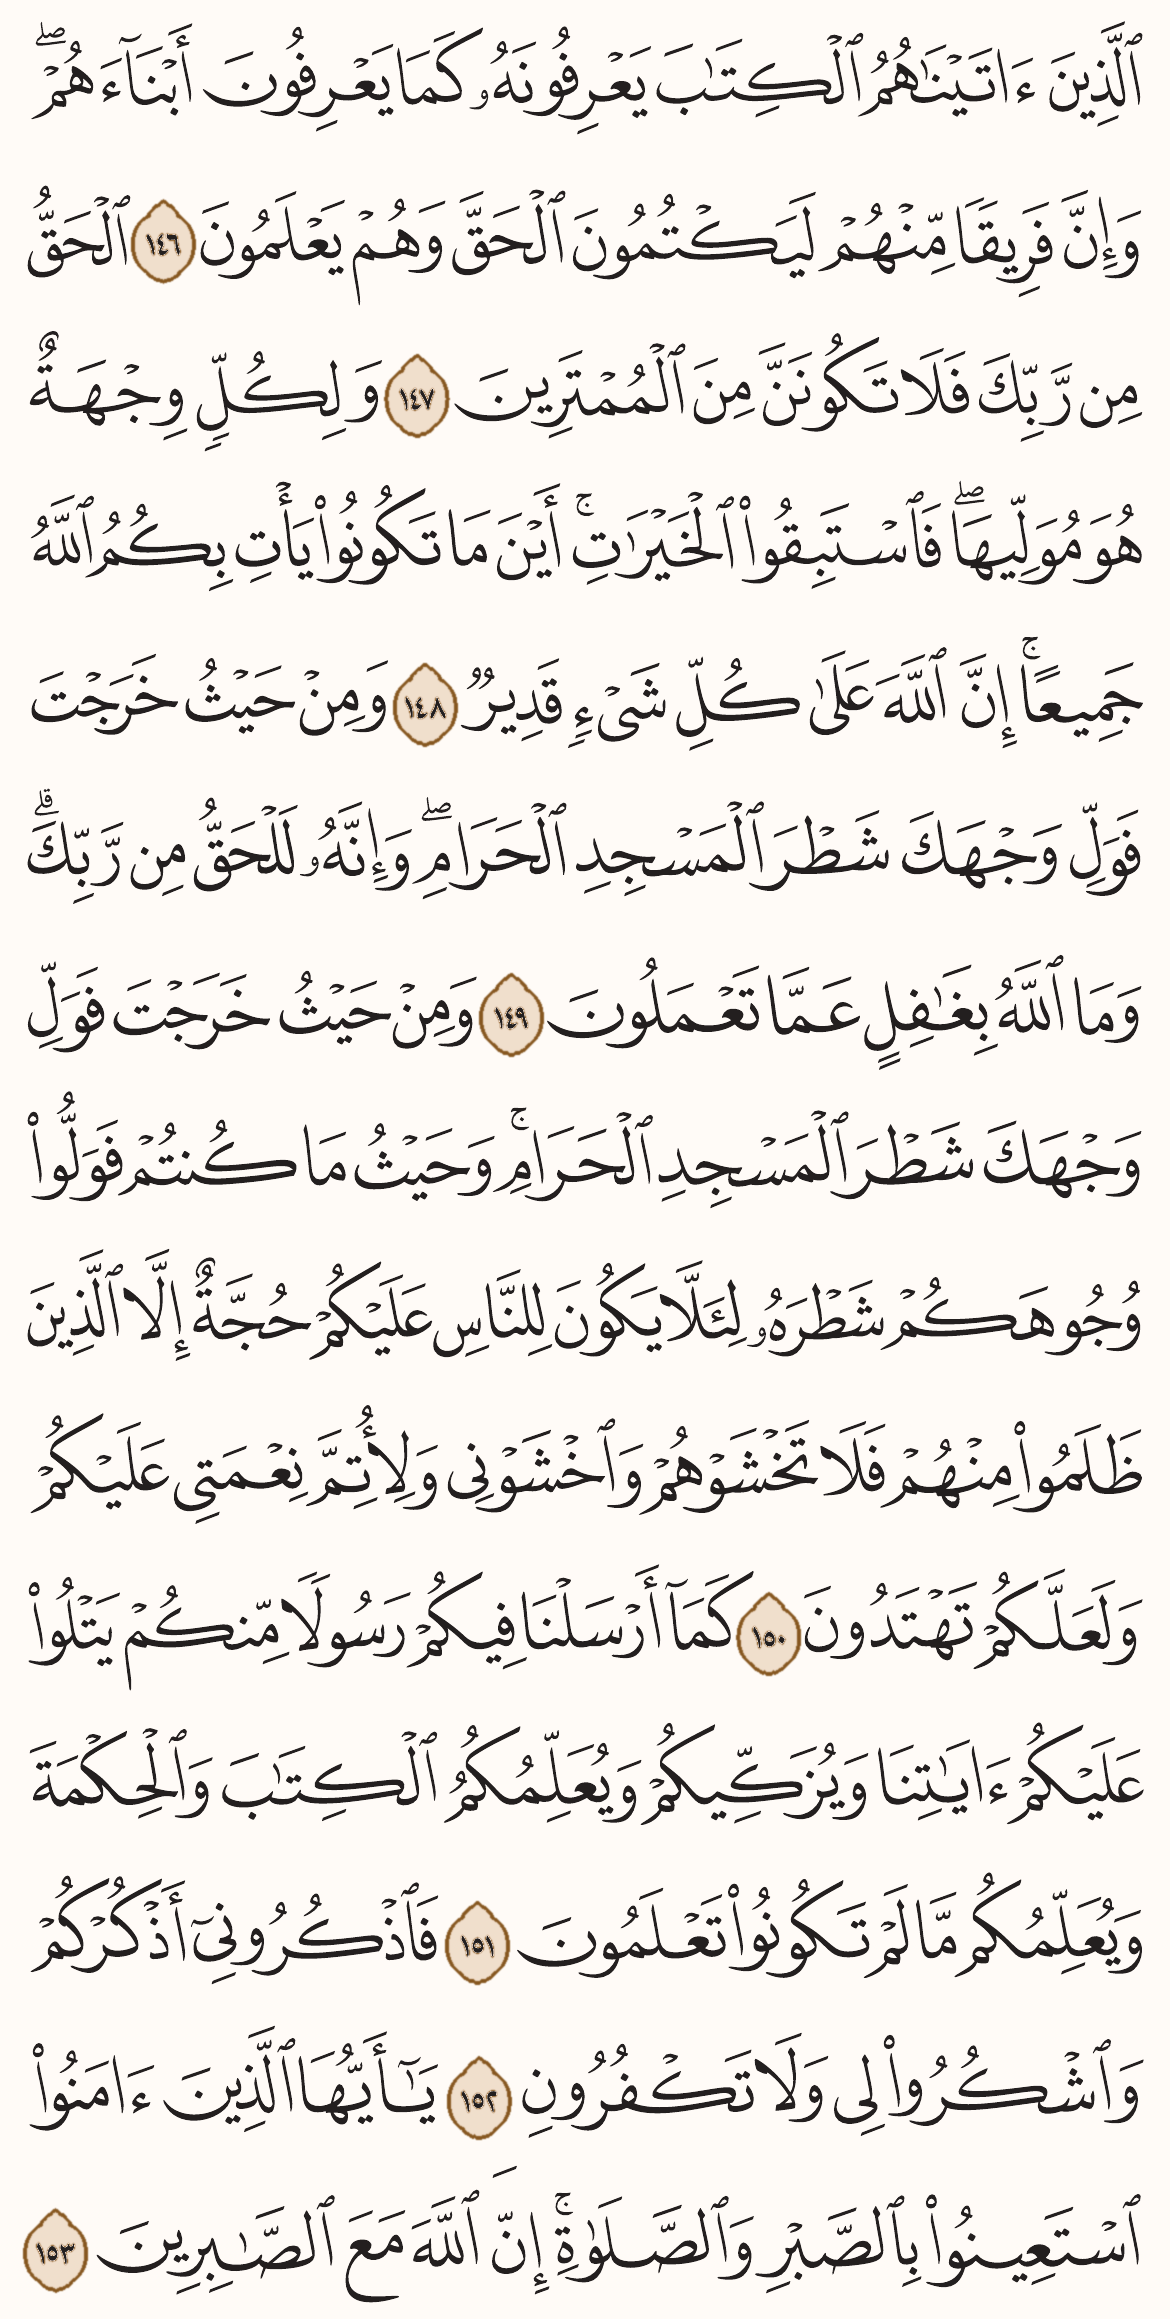 ٱلَّذِينَ ءَاتَيْنَٰهُمُ ٱلْكِتَٰبَ يَعْرِفُونَهُۥ كَمَا يَعْرِفُونَ أَبْنَآءَهُمْ ۖ
وَإِنَّ فَرِيقًا مِّنْهُمْ لَيَكْتُمُونَ ٱلْحَقَّ وَهُمْ يَعْلَمُونَ ١٤٦ ٱلْحَقُّ
مِن رَّبِّكَ فَلَا تَكُونَنَّ مِنَ ٱلْمُمْتَرِينَ ١٤٧ وَلِكُلٍّ وِجْهَةٌ
هُوَ مُوَلِّيهَا ۖ فَٱسْتَبِقُوا۟ ٱلْخَيْرَٰتِ ۚ أَيْنَ مَا تَكُونُوا۟ يَأْتِ بِكُمُ ٱللَّهُ
جَمِيعًا ۚ إِنَّ ٱللَّهَ عَلَىٰ كُلِّ شَىْءٍ قَدِيرٌ ١٤٨ وَمِنْ حَيْثُ خَرَجْتَ
فَوَلِّ وَجْهَكَ شَطْرَ ٱلْمَسْجِدِ ٱلْحَرَامِ ۖ وَإِنَّهُۥ لَلْحَقُّ مِن رَّبِّكَ ۗ
وَمَا ٱللَّهُ بِغَٰفِلٍ عَمَّا تَعْمَلُونَ ١٤٩ وَمِنْ حَيْثُ خَرَجْتَ فَوَلِّ
وَجْهَكَ شَطْرَ ٱلْمَسْجِدِ ٱلْحَرَامِ ۚ وَحَيْثُ مَا كُنتُمْ فَوَلُّوا۟
وُجُوهَكُمْ شَطْرَهُۥ لِئَلَّا يَكُونَ لِلنَّاسِ عَلَيْكُمْ حُجَّةٌ إِلَّا ٱلَّذِينَ
ظَلَمُوا۟ مِنْهُمْ فَلَا تَخْشَوْهُمْ وَٱخْشَوْنِى وَلِأُتِمَّ نِعْمَتِى عَلَيْكُمْ
وَلَعَلَّكُمْ تَهْتَدُونَ ١٥٠ كَمَآ أَرْسَلْنَا فِيكُمْ رَسُولًا مِّنكُمْ يَتْلُوا۟
عَلَيْكُمْ ءَايَٰتِنَا وَيُزَكِّيكُمْ وَيُعَلِّمُكُمُ ٱلْكِتَٰبَ وَٱلْحِكْمَةَ
وَيُعَلِّمُكُم مَّا لَمْ تَكُونُوا۟ تَعْلَمُونَ ١٥١ فَٱذْكُرُونِىٓ أَذْكُرْكُمْ
وَٱشْكُرُوا۟ لِى وَلَا تَكْفُرُونِ ١٥٢ يَٰٓأَيُّهَا ٱلَّذِينَ ءَامَنُوا۟
ٱسْتَعِينُوا۟ بِٱلصَّبْرِ وَٱلصَّلَوٰةِ ۚ إِنَّ ٱللَّهَ مَعَ ٱلصَّٰبِرِينَ ١٥٣